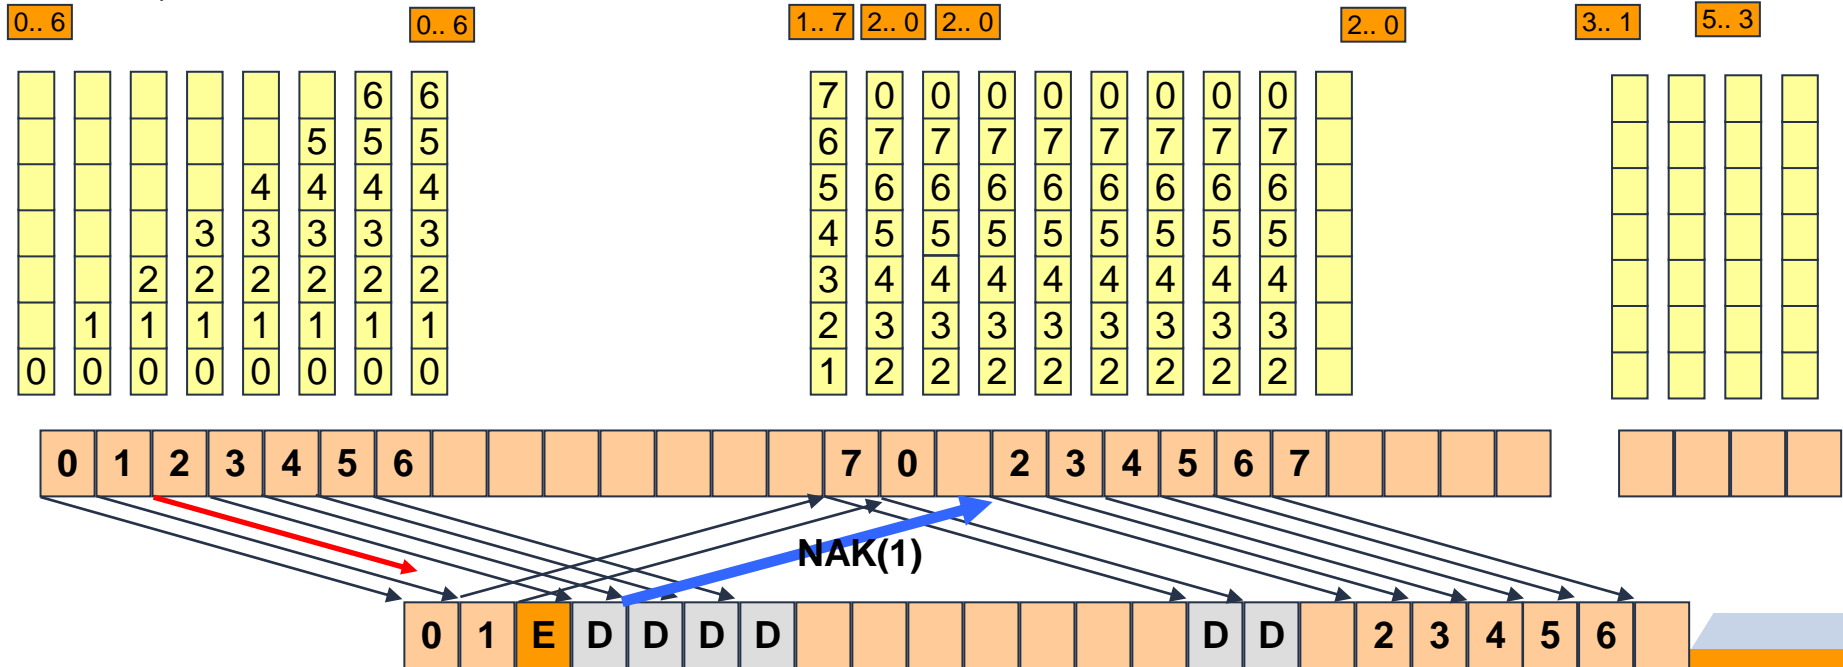 0.. 6 0.. 6 1.. 7 2.. 0 2.. 0 2.. 0 3.. 1 5.. 3
6 6 7 0 0 0 0 0 0 0 0
5 5 5 6 7 7 7 7 7 7 7 7
4 4 4 4 5 6 6 6 6 6 6 6 6
3 3 3 3 3 4 5 5 5 5 5 5 5 5
2 2 2 2 2 2 3 4 4 4 4 4 4 4 4
1 1 1 1 1 1 1 2 3 3 3 3 3 3 3 3
0 0 0 0 0 0 0 0 1 2 2 2 2 2 2 2 2
0 1 2 3 4 5 6 7 0 2 3 4 5 6 7
NAK(1)
0 1 E D D D D D D 2 3 4 5 6